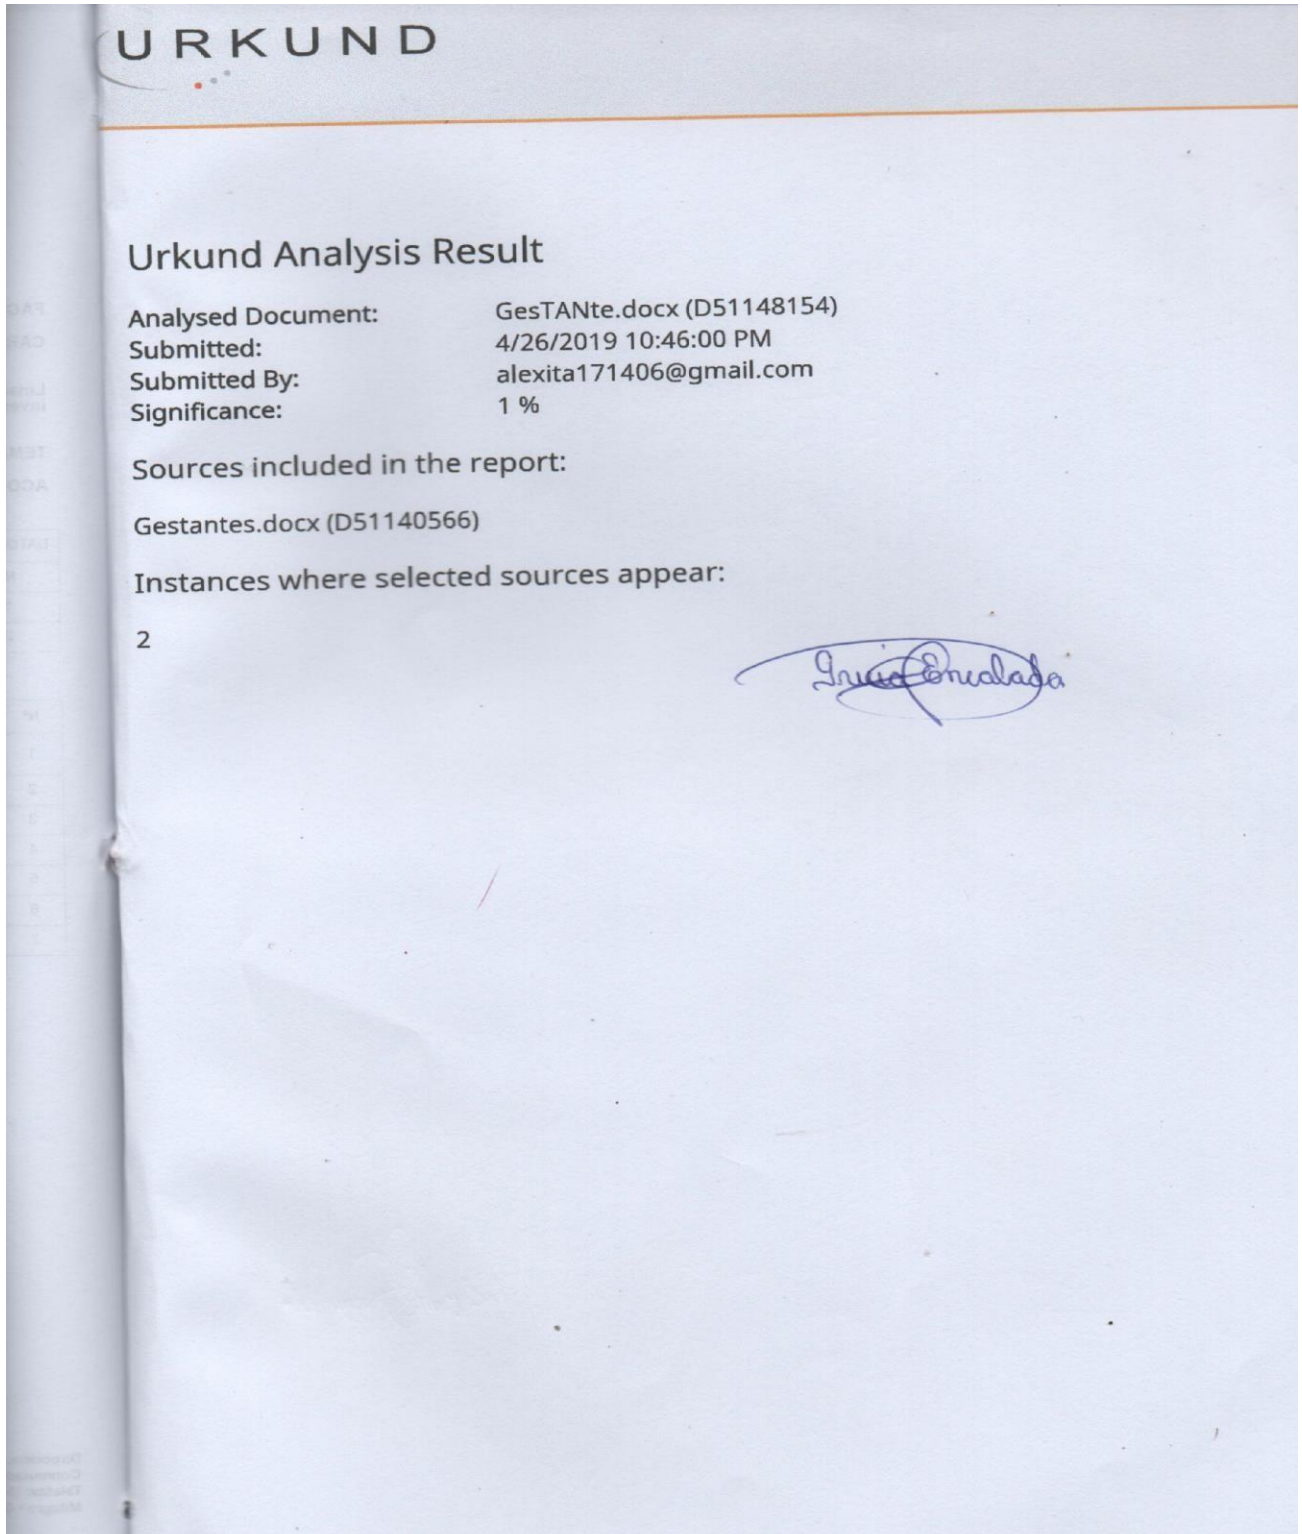 URKUND
Urkund Analysis Result
Analysed Document: GesTANte.docx (D51148154)
Submitted: 4/26/2019 10:46:00 PM
Submitted By: alexita171406@gmail.com
Significance: 1 %
Sources included in the report:
Gestantes.docx (D51140566)
Instances where selected sources appear:
2